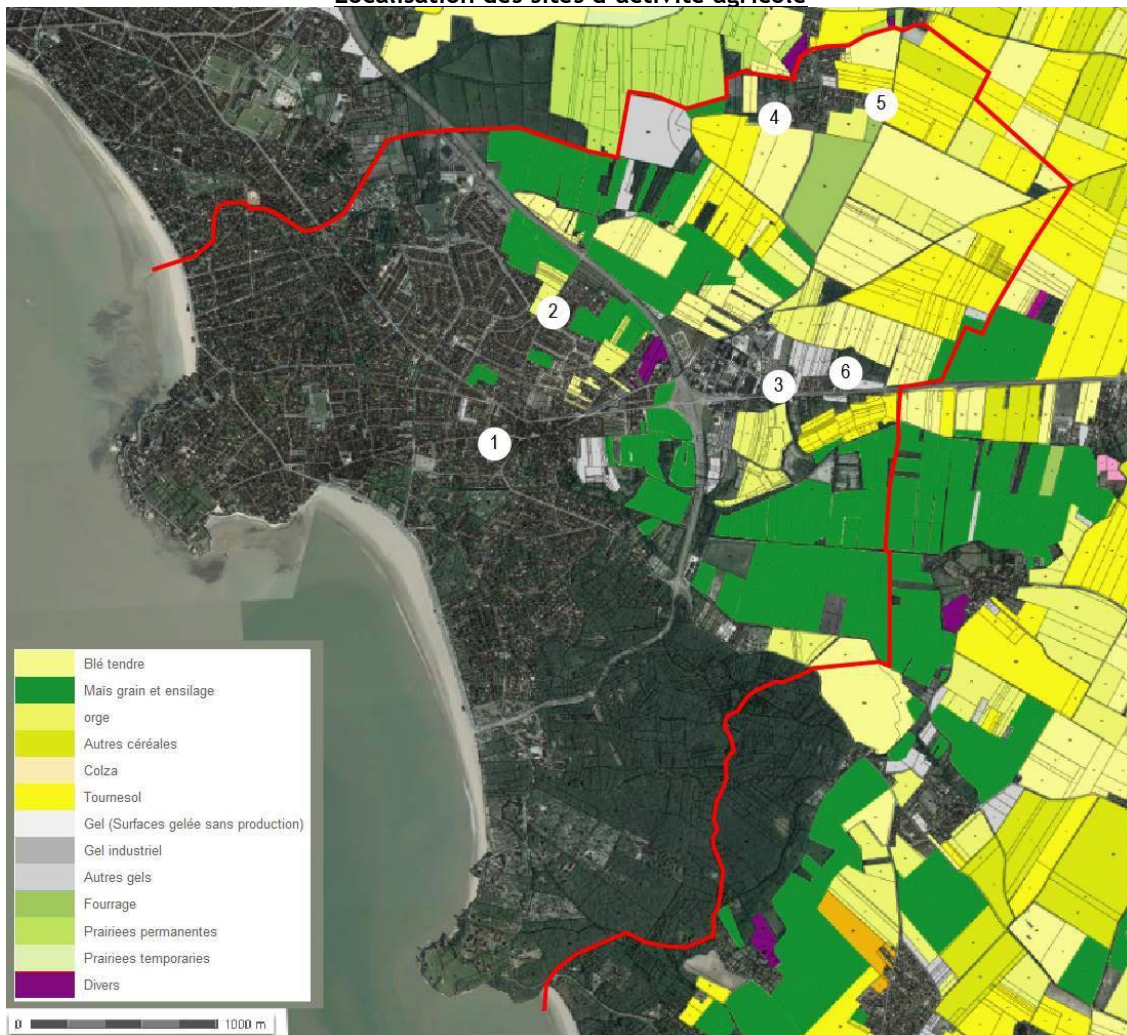 Localisation des sites d'activité agricole
4
5
2
3
6
1
Blé tendre
Maïs grain et ensilage
orge
Autres céréales
Colza
Tournesol
Gel (Surfaces gelée sans production)
Gel industriel
Autres gels
Fourrage
Prairiees permanentes
Prairiees temporaries
Divers
0 1000 m